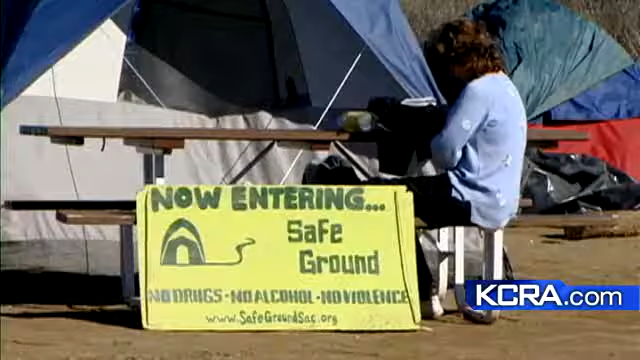 NOW ENTERING...
Safe
Ground
NO DRUGS - NO ALCOHOL - NO VIOLENCE
www.SafeGroundSac.org
KCRA.com